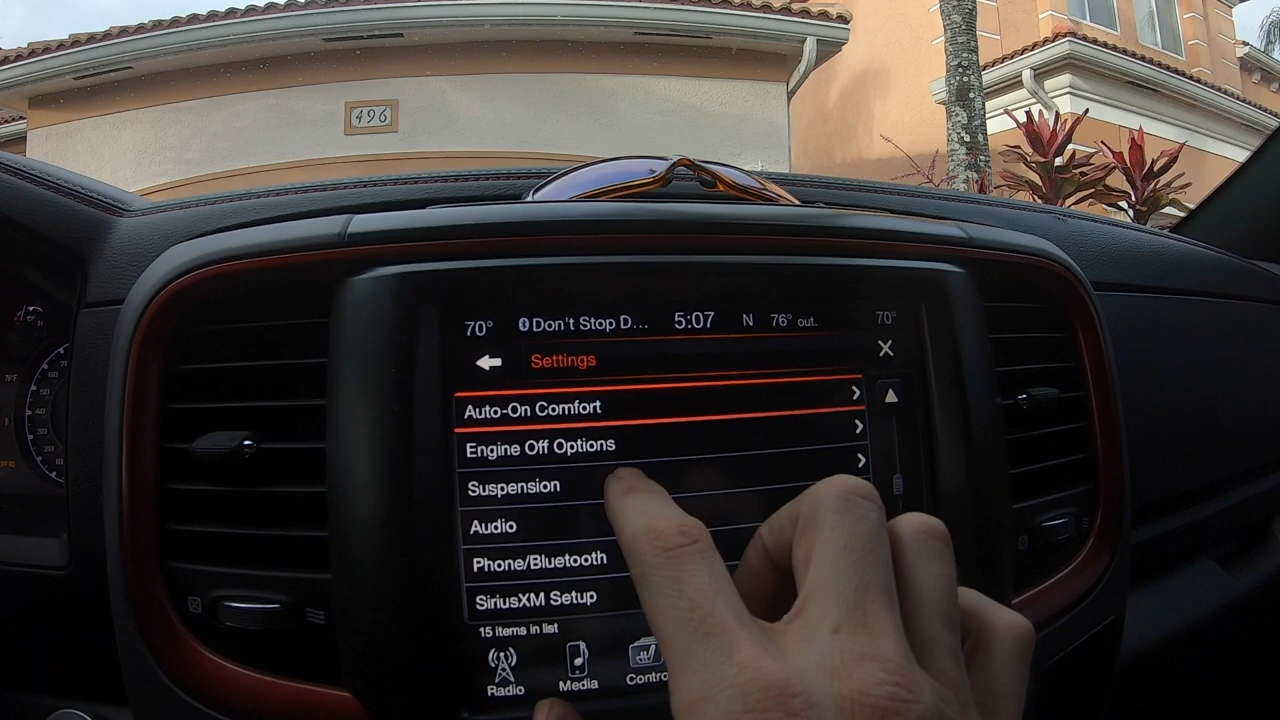 496
70° Don't Stop D... 5:07 N 76° out. 70°
Settings
Auto-On Comfort
Engine Off Options
Suspension
Audio
Phone/Bluetooth
SiriusXM Setup
15 items in list
Radio Media Contro